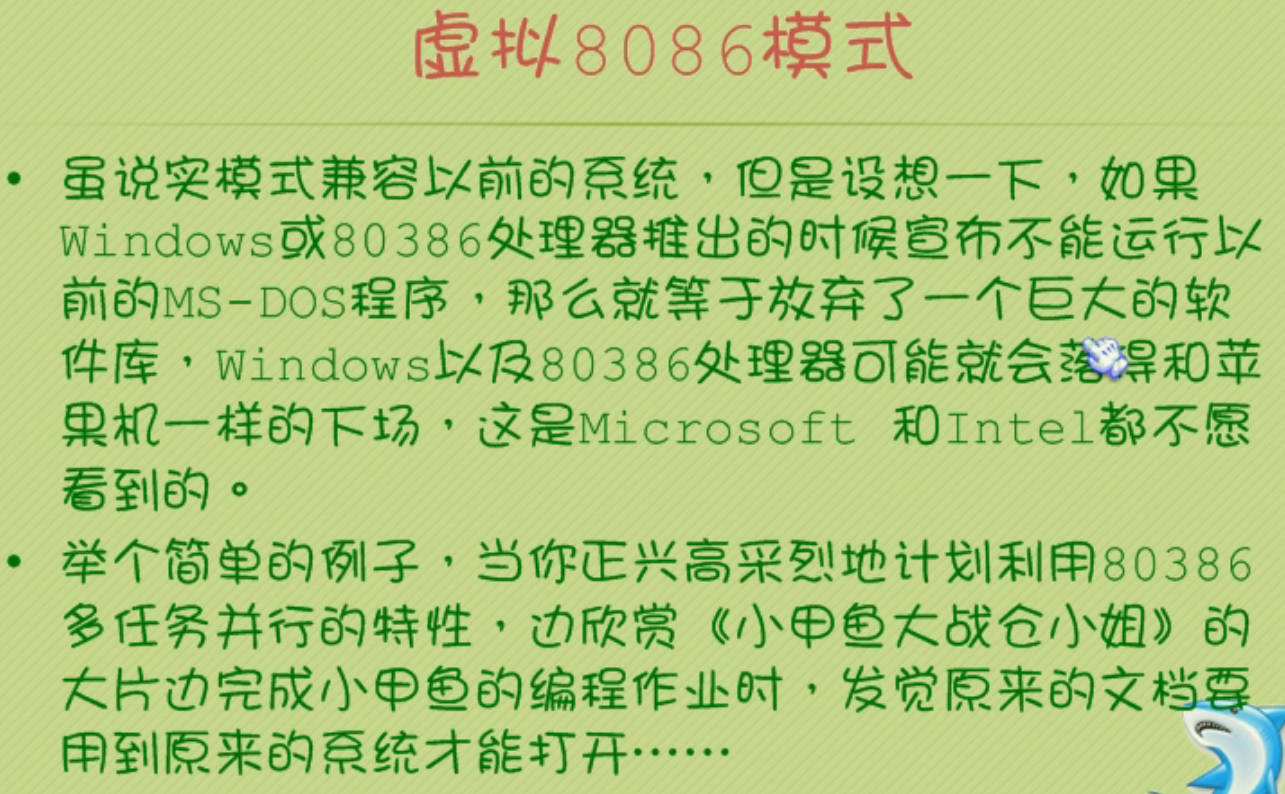 虚拟8086模式
• 虽说实模式兼容以前的系统，但是设想一下，如果
Windows或80386处理器推出的时候宣布不能运行以
前的MS-DOS程序，那么就等于放弃了一个巨大的软
件库，Windows以及80386处理器可能就会落得和苹
果机一样的下场，这是Microsoft 和Intel都不愿
看到的。
• 举个简单的例子，当你正兴高采烈地计划利用80386
多任务并行的特性，边欣赏《小甲鱼大战仓小姐》的
大片边完成小甲鱼的编程作业时，发觉原来的文档要
用到原来的系统才能打开……